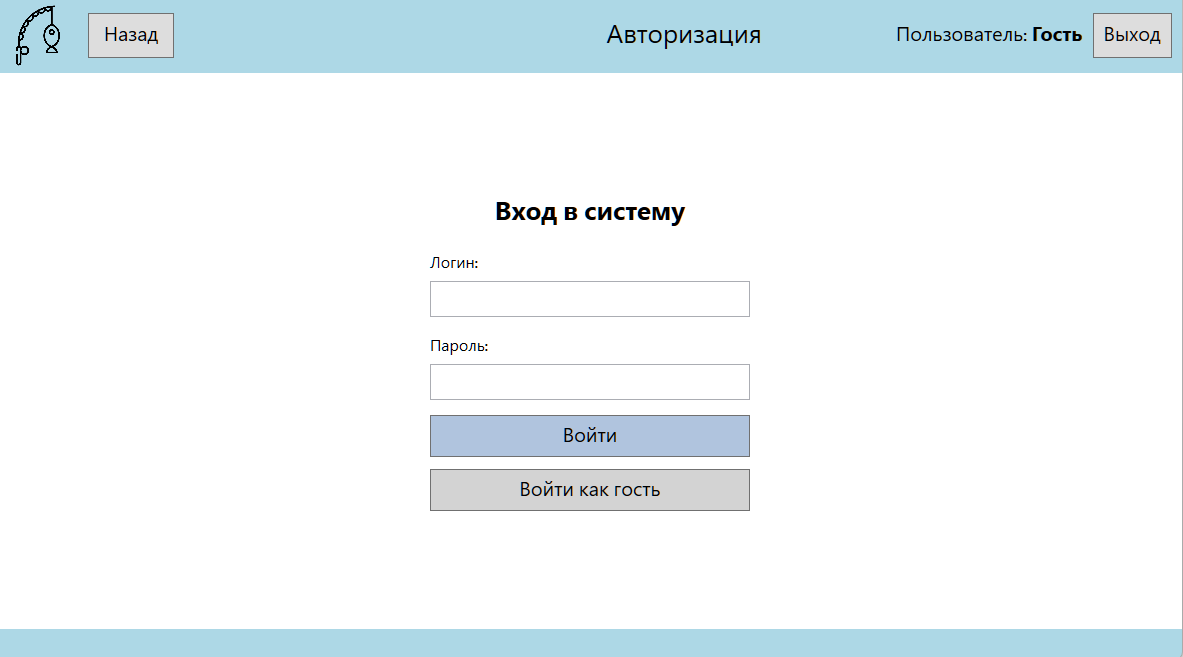 Назад
Авторизация
Пользователь: Гость
Выход
Вход в систему
Логин:
Пароль:
Войти
Войти как гость